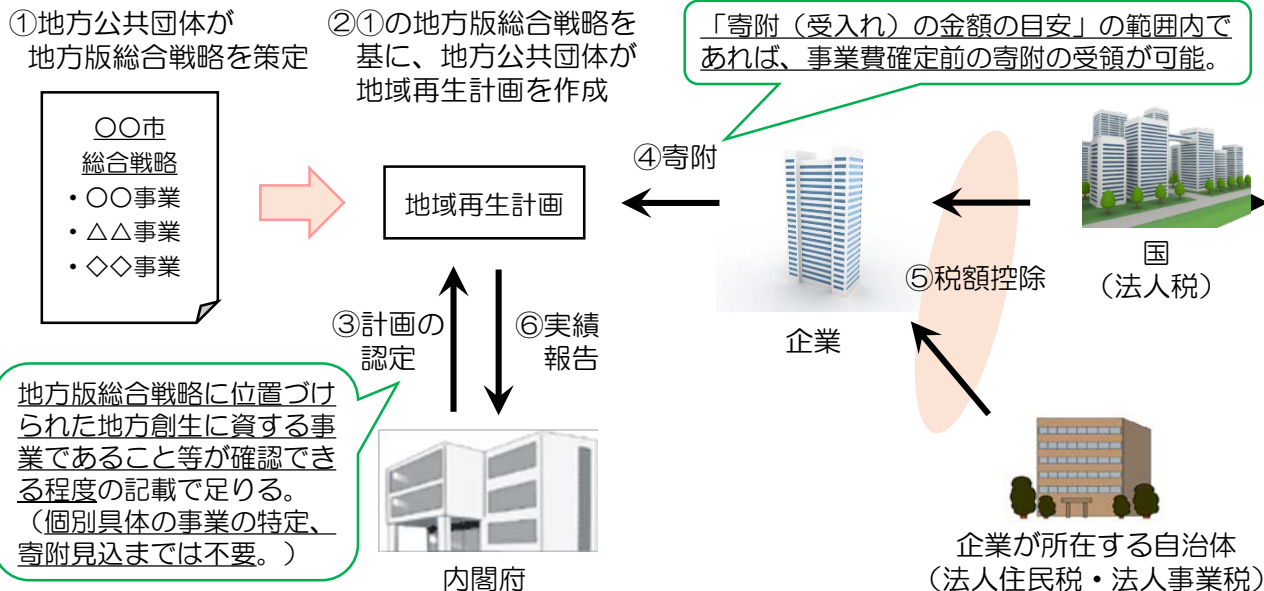 ①地方公共団体が
地方版総合戦略を策定
〇〇市
総合戦略
・〇〇事業
・△△事業
・◇◇事業
②①の地方版総合戦略を
基に、地方公共団体が
地域再生計画を作成
地域再生計画
「寄附（受入れ）の金額の目安」の範囲内で
あれば、事業費確定前の寄附の受領が可能。
④寄附
企業
⑤税額控除
国
（法人税）
③計画の
認定
⑥実績
報告
地方版総合戦略に位置づけ
られた地方創生に資する事
業であること等が確認でき
る程度の記載で足りる。
（個別具体の事業の特定、
寄附見込までは不要。）
内閣府
企業が所在する自治体
（法人住民税・法人事業税）